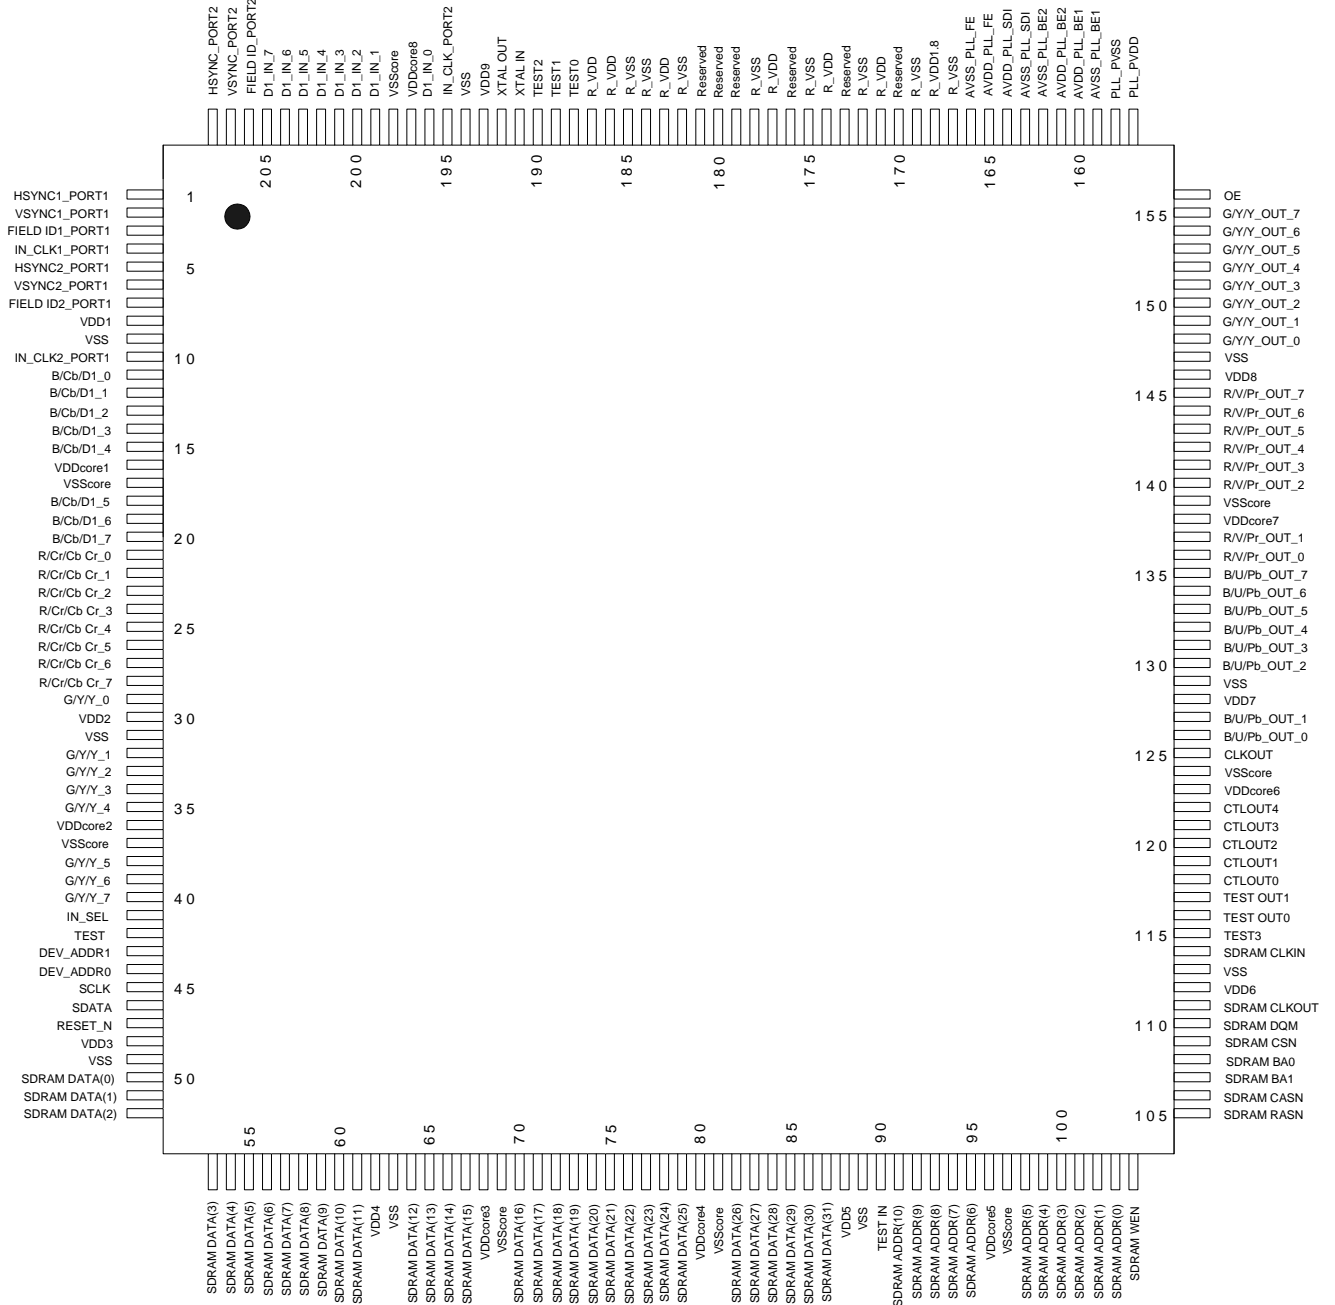 HSYNC_PORT2
VSYNC_PORT2
FIELD ID_PORT2
D1_IN_7
D1_IN_6
D1_IN_5
D1_IN_4
D1_IN_3
D1_IN_2
D1_IN_1
VSScore
VDDcore8
D1_IN_0
IN_CLK_PORT2
VSS
VDD9
XTAL OUT
XTAL IN
TEST2
TEST1
TEST0
R_VDD
R_VDD
R_VSS
R_VSS
R_VDD
R_VSS
Reserved
Reserved
Reserved
R_VSS
R_VDD
Reserved
R_VSS
R_VDD
Reserved
R_VSS
R_VDD
Reserved
R_VSS
R_VDD1.8
R_VSS
AVSS_PLL_FE
AVDD_PLL_FE
AVDD_PLL_SDI
AVSS_PLL_SDI
AVSS_PLL_BE2
AVDD_PLL_BE2
AVDD_PLL_BE1
AVSS_PLL_BE1
PLL_PVSS
PLL_PVDD
205
200
195
190
185
180
175
170
165
160
HSYNC1_PORT1
VSYNC1_PORT1
FIELD ID1_PORT1
IN_CLK1_PORT1
HSYNC2_PORT1
VSYNC2_PORT1
FIELD ID2_PORT1
VDD1
VSS
IN_CLK2_PORT1
B/Cb/D1_0
B/Cb/D1_1
B/Cb/D1_2
B/Cb/D1_3
B/Cb/D1_4
VDDcore1
VSScore
B/Cb/D1_5
B/Cb/D1_6
B/Cb/D1_7
R/Cr/Cb Cr_0
R/Cr/Cb Cr_1
R/Cr/Cb Cr_2
R/Cr/Cb Cr_3
R/Cr/Cb Cr_4
R/Cr/Cb Cr_5
R/Cr/Cb Cr_6
R/Cr/Cb Cr_7
G/Y/Y_0
VDD2
VSS
G/Y/Y_1
G/Y/Y_2
G/Y/Y_3
G/Y/Y_4
VDDcore2
VSScore
G/Y/Y_5
G/Y/Y_6
G/Y/Y_7
IN_SEL
TEST
DEV_ADDR1
DEV_ADDR0
SCLK
SDATA
RESET_N
VDD3
VSS
SDRAM DATA(0)
SDRAM DATA(1)
SDRAM DATA(2)
1
5
10
15
20
25
30
35
40
45
50
155
150
145
140
135
130
125
120
115
110
105
OE
G/Y/Y_OUT_7
G/Y/Y_OUT_6
G/Y/Y_OUT_5
G/Y/Y_OUT_4
G/Y/Y_OUT_3
G/Y/Y_OUT_2
G/Y/Y_OUT_1
G/Y/Y_OUT_0
VSS
VDD8
R/V/Pr_OUT_7
R/V/Pr_OUT_6
R/V/Pr_OUT_5
R/V/Pr_OUT_4
R/V/Pr_OUT_3
R/V/Pr_OUT_2
VSScore
VDDcore7
R/V/Pr_OUT_1
R/V/Pr_OUT_0
B/U/Pb_OUT_7
B/U/Pb_OUT_6
B/U/Pb_OUT_5
B/U/Pb_OUT_4
B/U/Pb_OUT_3
B/U/Pb_OUT_2
VSS
VDD7
B/U/Pb_OUT_1
B/U/Pb_OUT_0
CLKOUT
VSScore
VDDcore6
CTLOUT4
CTLOUT3
CTLOUT2
CTLOUT1
CTLOUT0
TEST OUT1
TEST OUT0
TEST3
SDRAM CLKIN
VSS
VDD6
SDRAM CLKOUT
SDRAM DQM
SDRAM CSN
SDRAM BA0
SDRAM BA1
SDRAM CASN
SDRAM RASN
55
60
65
70
75
80
85
90
95
100
SDRAM DATA(3)
SDRAM DATA(4)
SDRAM DATA(5)
SDRAM DATA(6)
SDRAM DATA(7)
SDRAM DATA(8)
SDRAM DATA(9)
SDRAM DATA(10)
SDRAM DATA(11)
VDD4
VSS
SDRAM DATA(12)
SDRAM DATA(13)
SDRAM DATA(14)
SDRAM DATA(15)
VDDcore3
VSScore
SDRAM DATA(16)
SDRAM DATA(17)
SDRAM DATA(18)
SDRAM DATA(19)
SDRAM DATA(20)
SDRAM DATA(21)
SDRAM DATA(22)
SDRAM DATA(23)
SDRAM DATA(24)
SDRAM DATA(25)
VDDcore4
VSScore
SDRAM DATA(26)
SDRAM DATA(27)
SDRAM DATA(28)
SDRAM DATA(29)
SDRAM DATA(30)
SDRAM DATA(31)
VDD5
VSS
TEST IN
SDRAM ADDR(10)
SDRAM ADDR(9)
SDRAM ADDR(8)
SDRAM ADDR(7)
SDRAM ADDR(6)
VDDcore5
VSScore
SDRAM ADDR(5)
SDRAM ADDR(4)
SDRAM ADDR(3)
SDRAM ADDR(2)
SDRAM ADDR(1)
SDRAM ADDR(0)
SDRAM WEN